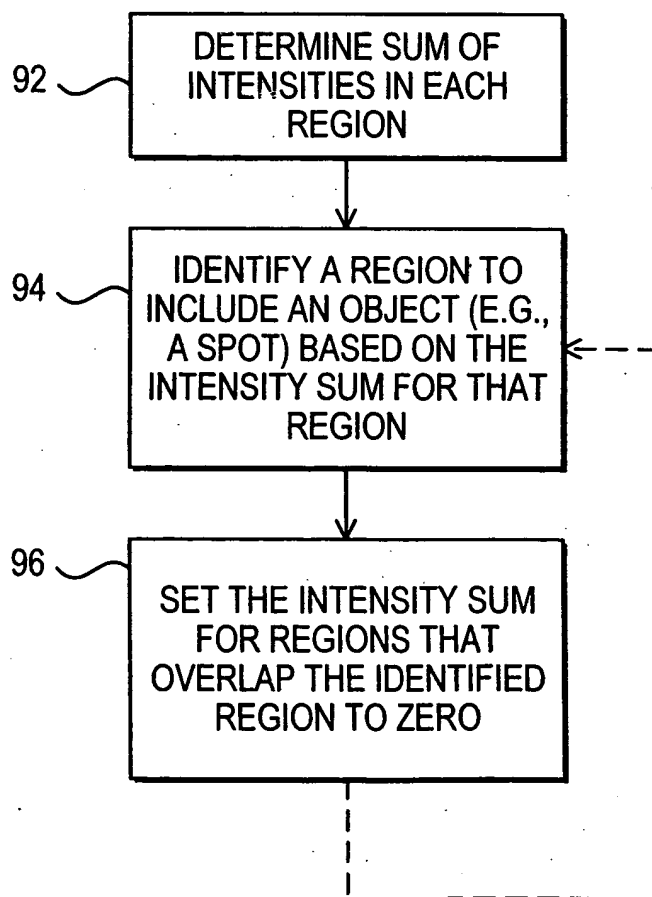 92
DETERMINE SUM OF
INTENSITIES IN EACH
REGION
94
IDENTIFY A REGION TO
INCLUDE AN OBJECT (E.G.,
A SPOT) BASED ON THE
INTENSITY SUM FOR THAT
REGION
96
SET THE INTENSITY SUM
FOR REGIONS THAT
OVERLAP THE IDENTIFIED
REGION TO ZERO